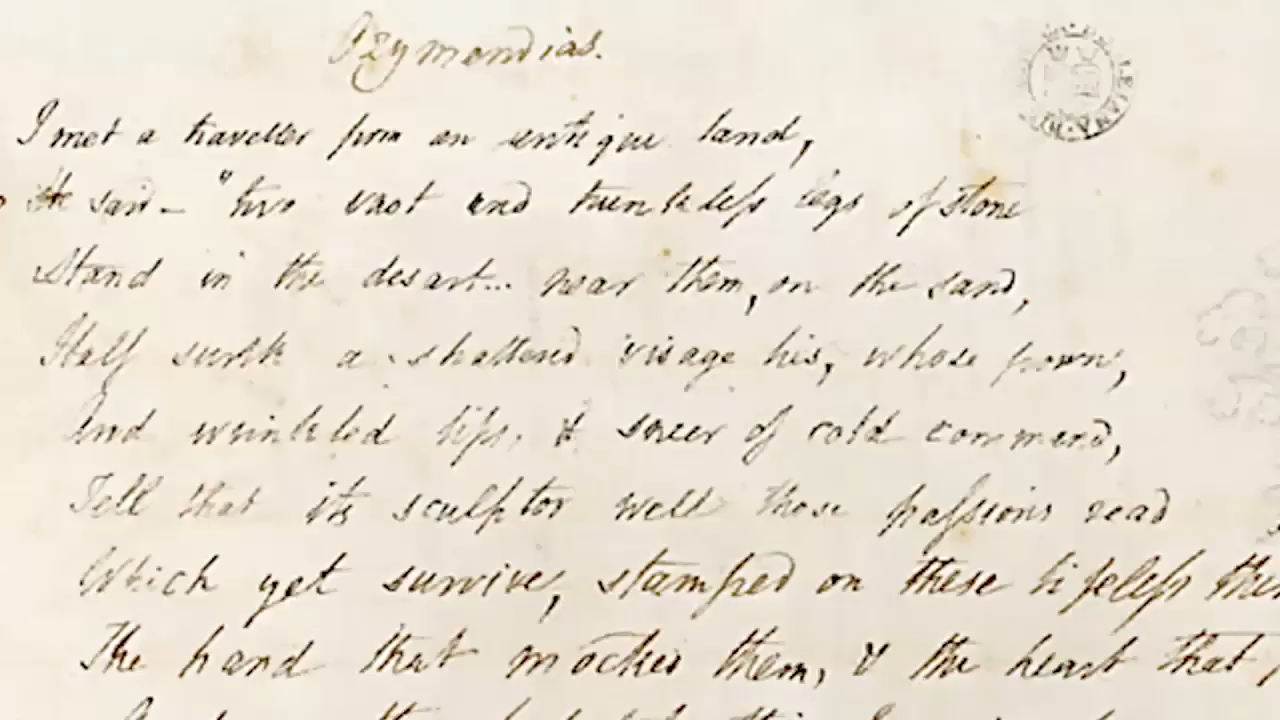 Ozymandias.
I met a traveller from an antique land,
He said - "two vast and trunkless legs of stone
Stand in the desart... near them, on the sand,
Half sunk a shattered visage lies, whose frown,
And wrinkled lips, & sneer of cold command,
Tell that its sculptor well those passions read
Which yet survive, stamped on these lifeless
The hand that mocked them, & the heart that